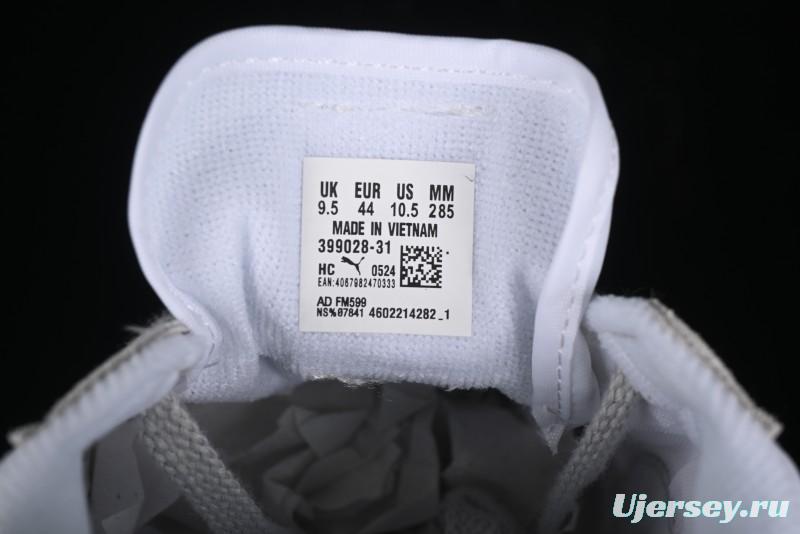 UK EUR US MM
9.5 44 10.5 285
MADE IN VIETNAM
399028-31
HC 0524
EAN:4067982470333
AD FM599
NS%07841 4602214282_1
Ujersey.ru